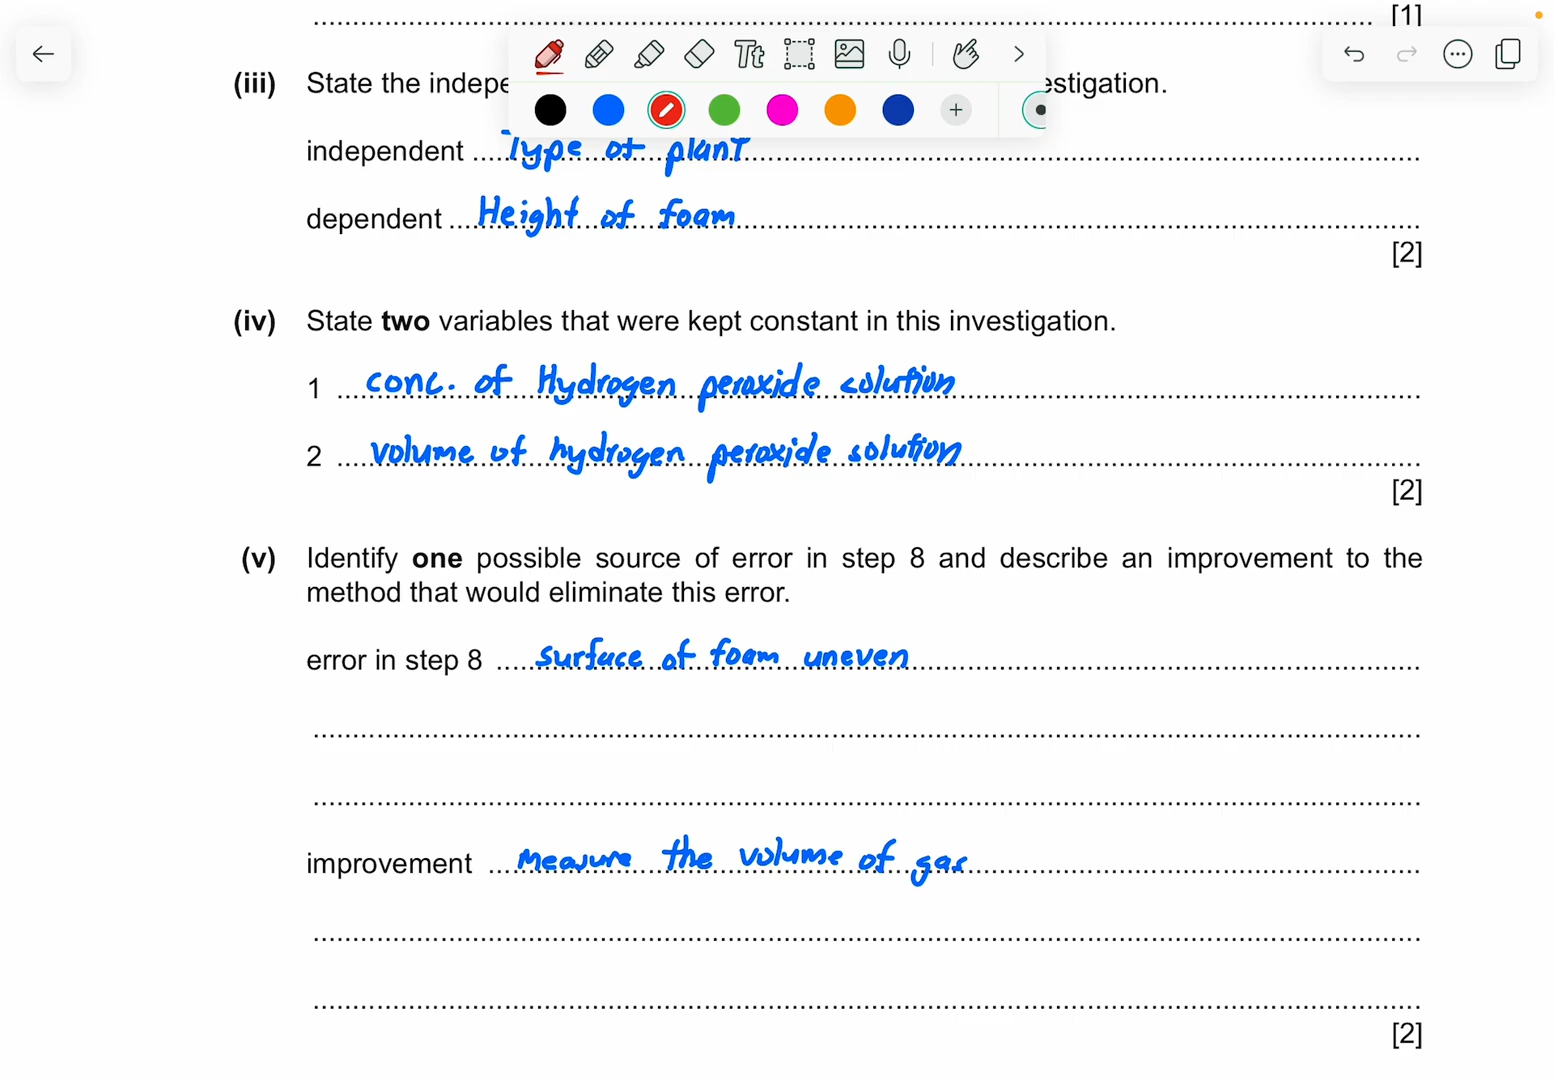 [1]
(iii) State the indepe estigation.
independent Type of plant
dependent Height of foam
[2]
(iv) State two variables that were kept constant in this investigation.
1 conc. of Hydrogen peroxide solution
2 volume of hydrogen peroxide solution
[2]
(v) Identify one possible source of error in step 8 and describe an improvement to the
method that would eliminate this error.
error in step 8 surface of foam uneven
improvement Measure the volume of gas
[2]
Tt